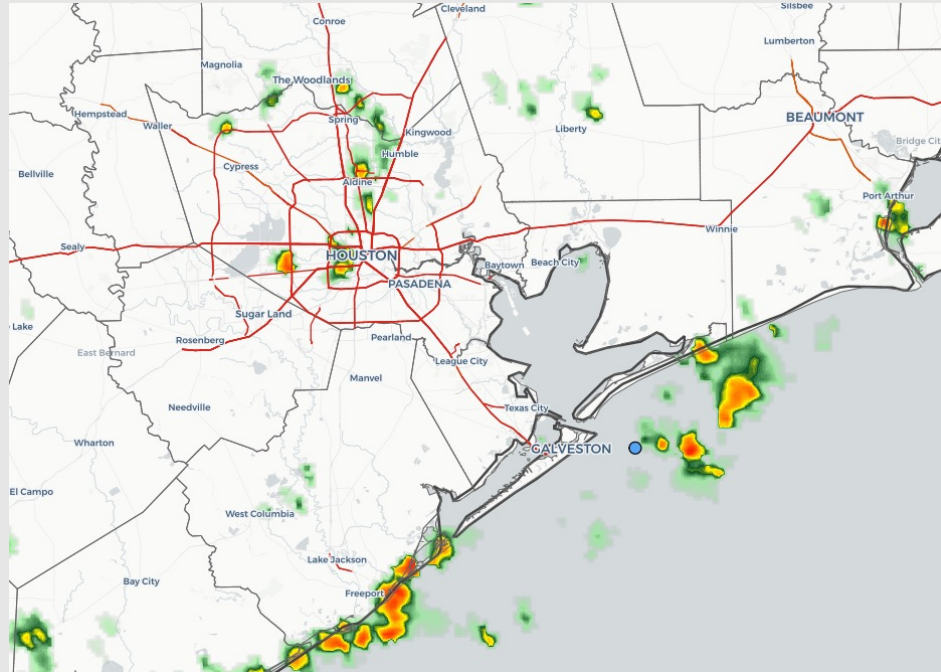 Cleveland
Silsbee
Conroe
Lumberton
Magnolia
The Woodlands
Hempstead
Spring
BEAUMONT
Waller
Kingwood
Liberty
Bridge Cit
Humble
Cypress
Bellville
Aldine
Port Arthur
Winnie
Sealy
HOUSTON
Baytown
Beach City
PASADENA
Sugar Land
Lake
Rosenberg
Pearland
East Bernard
League City
Manvel
Needville
Texas City
Wharton
GALVESTON
El Campo
West Columbia
Lake Jackson
Bay City
Freeport